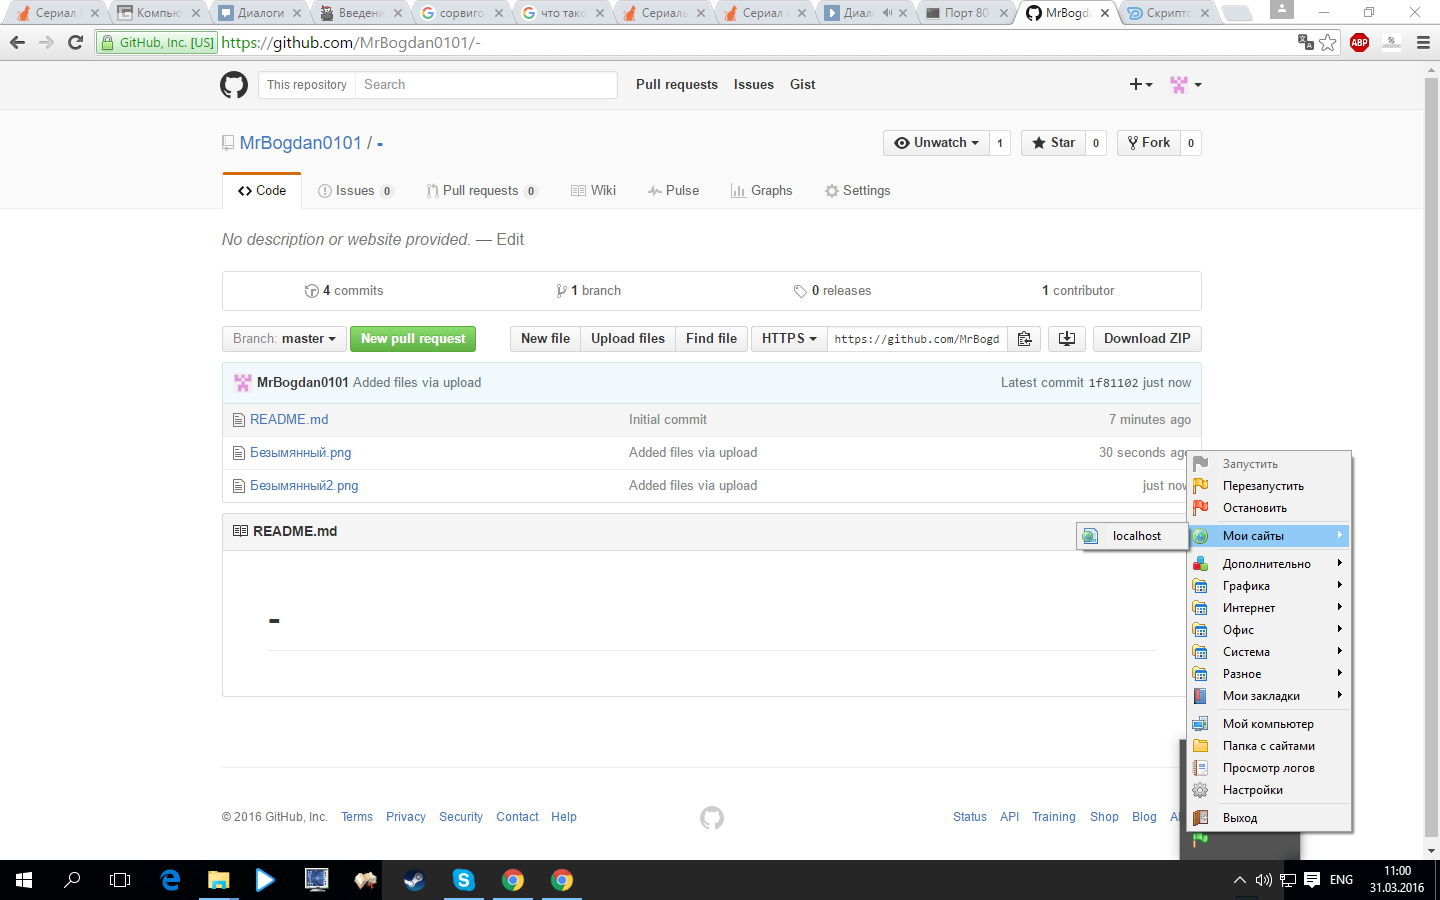 Сериал
Компью
Диалоги
Введени
сорвиго
что такс
Сериаль
Сериал
Диал
Порт 80
MrBogda
Скриптс
GitHub, Inc. [US]
https://github.com/MrBogdan0101/-
ABP
This repository
Search
Pull requests
Issues
Gist
MrBogdan0101 / -
Unwatch 1
Star 0
Fork 0
Code
Issues 0
Pull requests 0
Wiki
Pulse
Graphs
Settings
No description or website provided. — Edit
4 commits
1 branch
0 releases
1 contributor
Branch: master
New pull request
New file
Upload files
Find file
HTTPS
https://github.com/MrBogd
Download ZIP
MrBogdan0101 Added files via upload
Latest commit 1f81102 just now
README.md
Initial commit
7 minutes ago
Безымянный.png
Added files via upload
30 seconds ago
Безымянный2.png
Added files via upload
just now
README.md
-
Запустить
Перезапустить
Остановить
Мои сайты
localhost
Дополнительно
Графика
Интернет
Офис
Система
Разное
Мои закладки
Мой компьютер
Папка с сайтами
Просмотр логов
Настройки
Выход
© 2016 GitHub, Inc.
Terms
Privacy
Security
Contact
Help
Status
API
Training
Shop
Blog
ENG
11:00
31.03.2016